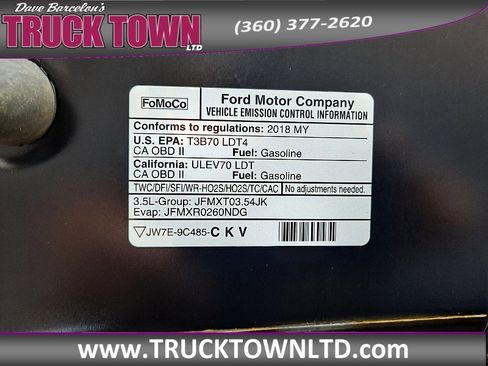 Dave Barcelon's
TRUCK TOWN
LTD
(360) 377-2620
FoMoCo
Ford Motor Company
VEHICLE EMISSION CONTROL INFORMATION
Conforms to regulations: 2018 MY
U.S. EPA: T3B70 LDT4
CA OBD II Fuel: Gasoline
California: ULEV70 LDT
CA OBD II Fuel: Gasoline
TWC/DFI/SFI/WR-HO2S/HO2S/TC/CAC No adjustments needed.
3.5L-Group: JFMXT03.54JK
Evap: JFMXR0260NDG
▽JW7E-9C485-C K V
www.TRUCKTOWNLTD.com